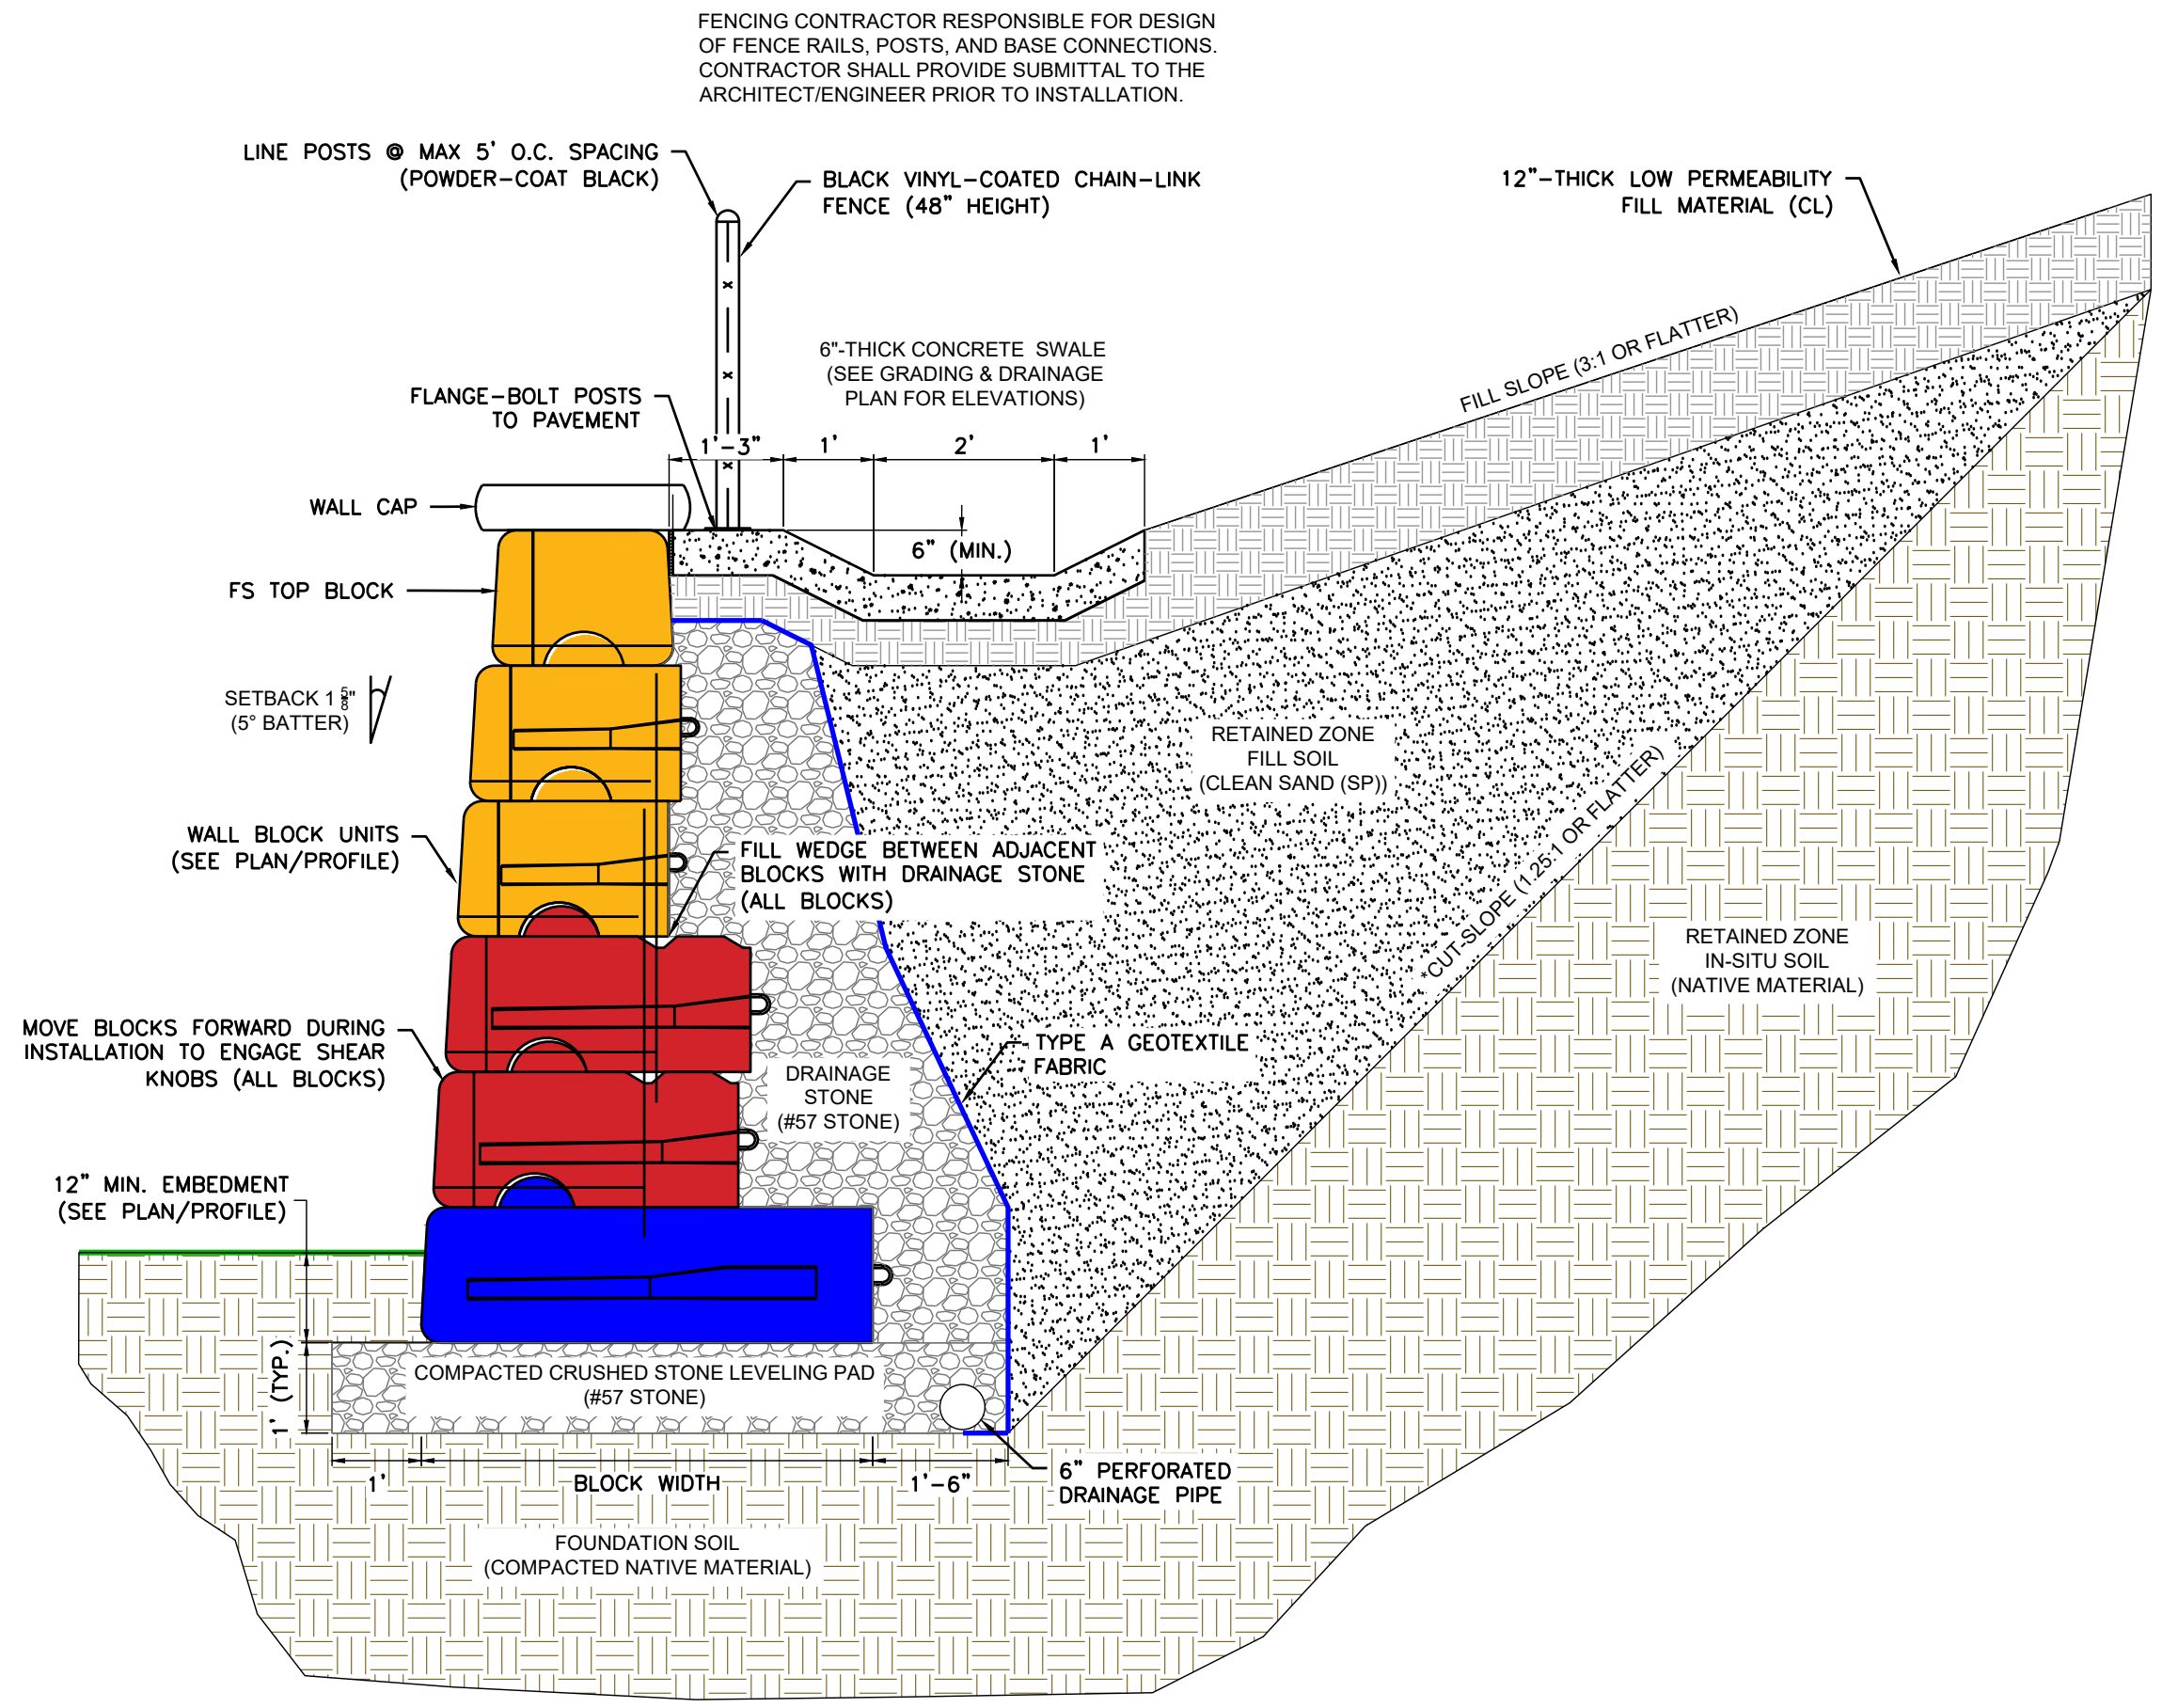 FENCING CONTRACTOR RESPONSIBLE FOR DESIGN
OF FENCE RAILS, POSTS, AND BASE CONNECTIONS.
CONTRACTOR SHALL PROVIDE SUBMITTAL TO THE
ARCHITECT/ENGINEER PRIOR TO INSTALLATION.
LINE POSTS @ MAX 5' O.C. SPACING
(POWDER-COAT BLACK)
BLACK VINYL-COATED CHAIN-LINK
FENCE (48" HEIGHT)
12"-THICK LOW PERMEABILITY
FILL MATERIAL (CL)
6"-THICK CONCRETE SWALE
(SEE GRADING & DRAINAGE
PLAN FOR ELEVATIONS)
FILL SLOPE (3:1 OR FLATTER)
FLANGE-BOLT POSTS
TO PAVEMENT
1'-3"
1'
2'
1'
WALL CAP
6" (MIN.)
FS TOP BLOCK
SETBACK 1 5/8"
(5° BATTER)
RETAINED ZONE
FILL SOIL
(CLEAN SAND (SP))
*CUT-SLOPE (1.25:1 OR FLATTER)
WALL BLOCK UNITS
(SEE PLAN/PROFILE)
FILL WEDGE BETWEEN ADJACENT
BLOCKS WITH DRAINAGE STONE
(ALL BLOCKS)
RETAINED ZONE
IN-SITU SOIL
(NATIVE MATERIAL)
MOVE BLOCKS FORWARD DURING
INSTALLATION TO ENGAGE SHEAR
KNOBS (ALL BLOCKS)
TYPE A GEOTEXTILE
FABRIC
DRAINAGE
STONE
(#57 STONE)
12" MIN. EMBEDMENT
(SEE PLAN/PROFILE)
1' (TYP.)
COMPACTED CRUSHED STONE LEVELING PAD
(#57 STONE)
1'
BLOCK WIDTH
1'-6"
6" PERFORATED
DRAINAGE PIPE
FOUNDATION SOIL
(COMPACTED NATIVE MATERIAL)